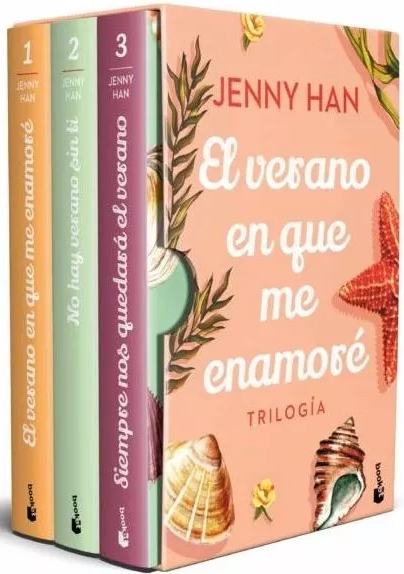 1
JENNY
HAN
El verano en que me enamoré
booket
2
JENNY
HAN
No hay verano sin ti
booket
3
JENNY
HAN
Siempre nos quedará el verano
booket
JENNY HAN
El verano
en que
me
enamoré
TRILOGÍA
booket